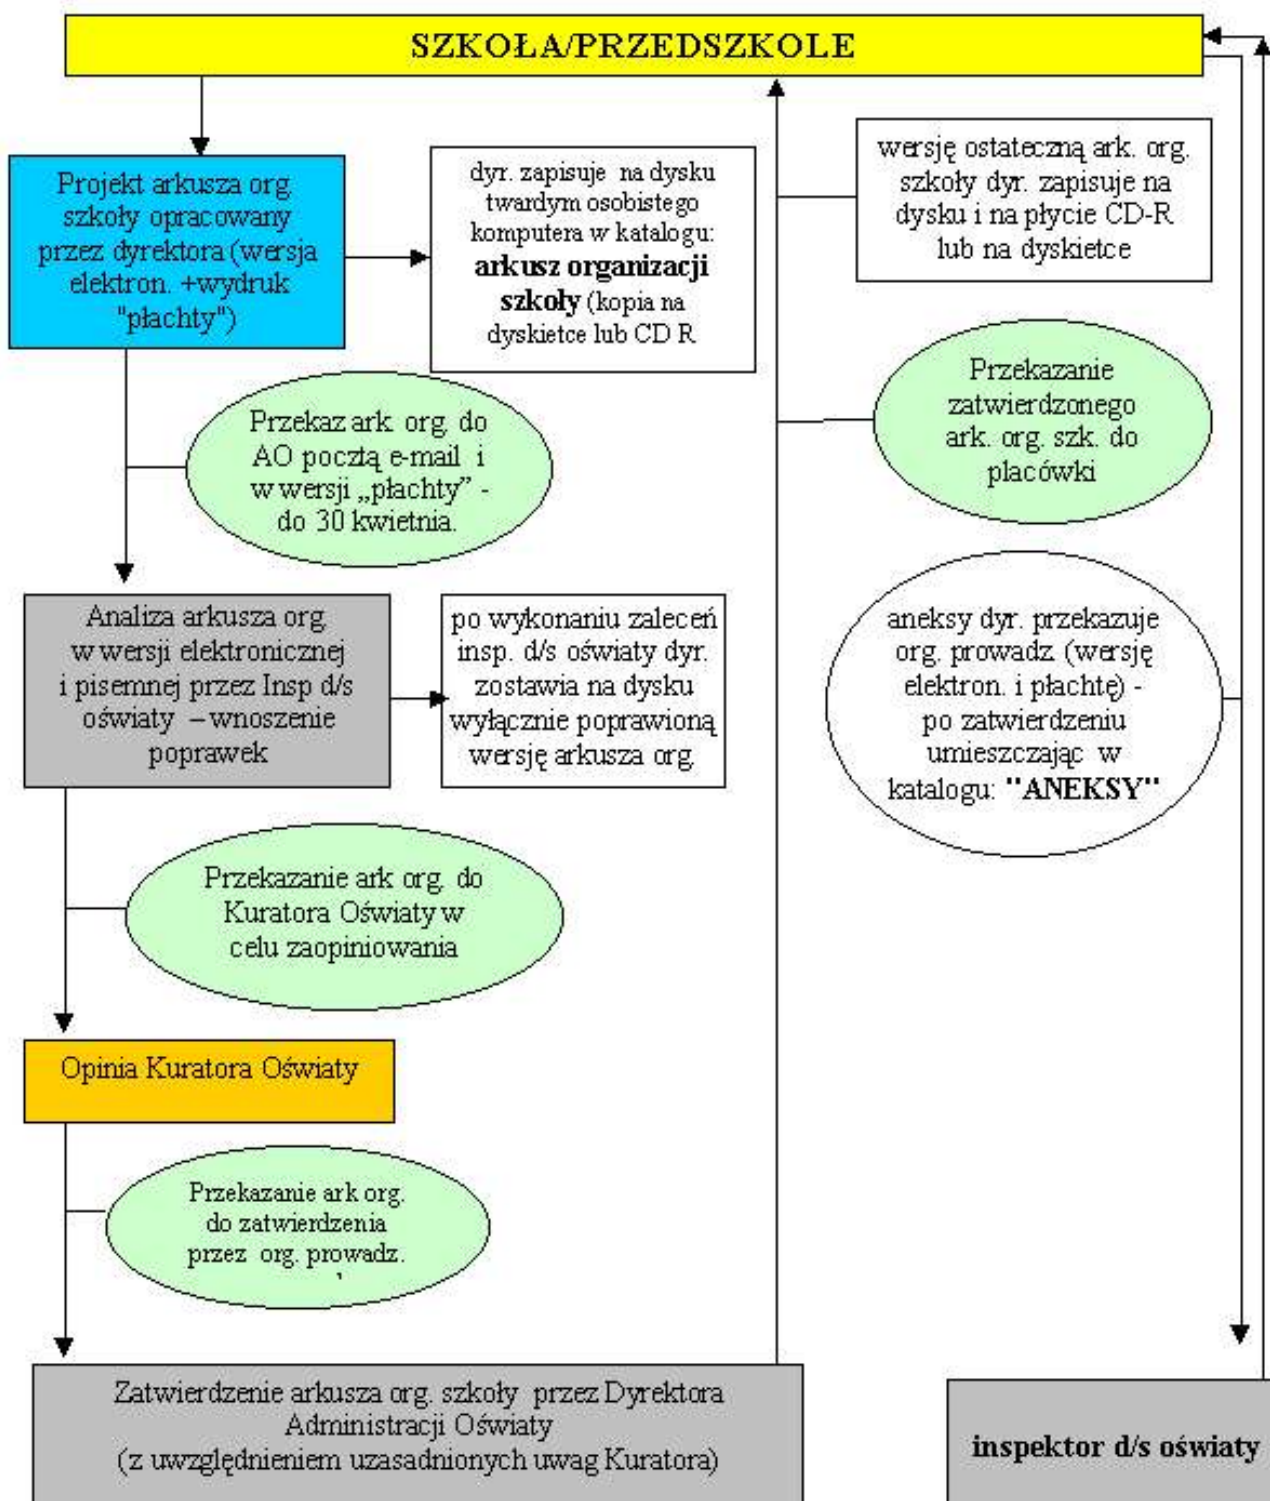 SZKOŁA/PRZEDSZKOLE
Projekt arkusza org.
szkoły opracowany
przez dyrektora (wersja
elektron. +wydruk
"płachty")
dyr. zapisuje na dysku
twardym osobistego
komputera w katalogu:
arkusz organizacji
szkoły (kopia na
dyskietce lub CD R
wersję ostateczną ark. org.
szkoły dyr. zapisuje na
dysku i na płycie CD-R
lub na dyskietce
Przekaz ark. org. do
AO pocztą e-mail i
w wersji „płachty” -
do 30 kwietnia.
Przekazanie
zatwierdzonego
ark. org. szk. do
placówki
Analiza arkusza org.
w wersji elektronicznej
i pisemnej przez Insp d/s
oświaty – wnoszenie
poprawek
po wykonaniu zaleceń
insp. d/s oświaty dyr.
zostawia na dysku
wyłącznie poprawioną
wersję arkusza org.
aneksy dyr. przekazuje
org. prowadz. (wersję
elektron. i płachtę) -
po zatwierdzeniu
umieszczając w
katalogu: "ANEKSY"
Przekazanie ark org. do
Kuratora Oświaty w
celu zaopiniowania
Opinia Kuratora Oświaty
Przekazanie ark org.
do zatwierdzenia
przez org. prowadz.
Zatwierdzenie arkusza org. szkoły przez Dyrektora
Administracji Oświaty
(z uwzględnieniem uzasadnionych uwag Kuratora)
inspektor d/s oświaty